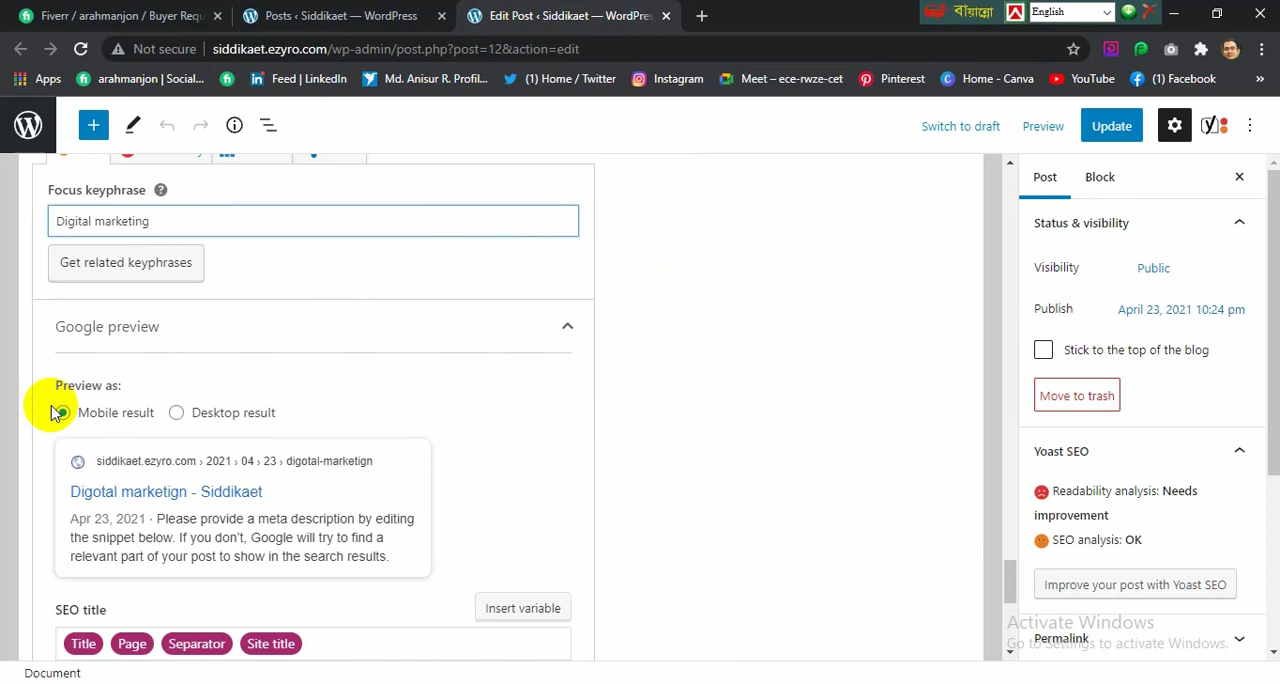 Fiverr / arahmanjon / Buyer Requ
Posts ‹ Siddikaet — WordPress
Edit Post ‹ Siddikaet — WordPres
বায়ান্নো
English
Not secure
siddikaet.ezyro.com/wp-admin/post.php?post=12&action=edit
Apps
arahmanjon | Social...
Feed | LinkedIn
Md. Anisur R. Profil...
(1) Home / Twitter
Instagram
Meet – ece-rwze-cet
Pinterest
Home - Canva
YouTube
(1) Facebook
»
Switch to draft
Preview
Update
Focus keyphrase
Digital marketing
Get related keyphrases
Google preview
Preview as:
Mobile result
Desktop result
siddikaet.ezyro.com › 2021 › 04 › 23 › digotal-marketign
Digotal marketign - Siddikaet
Apr 23, 2021 · Please provide a meta description by editing
the snippet below. If you don't, Google will try to find a
relevant part of your post to show in the search results.
SEO title
Insert variable
Title
Page
Separator
Site title
Document
Post
Block
Status & visibility
Visibility
Public
Publish
April 23, 2021 10:24 pm
Stick to the top of the blog
Move to trash
Yoast SEO
Readability analysis: Needs
improvement
SEO analysis: OK
Improve your post with Yoast SEO
Activate Windows
Go to Settings to activate Windows.
Permalink